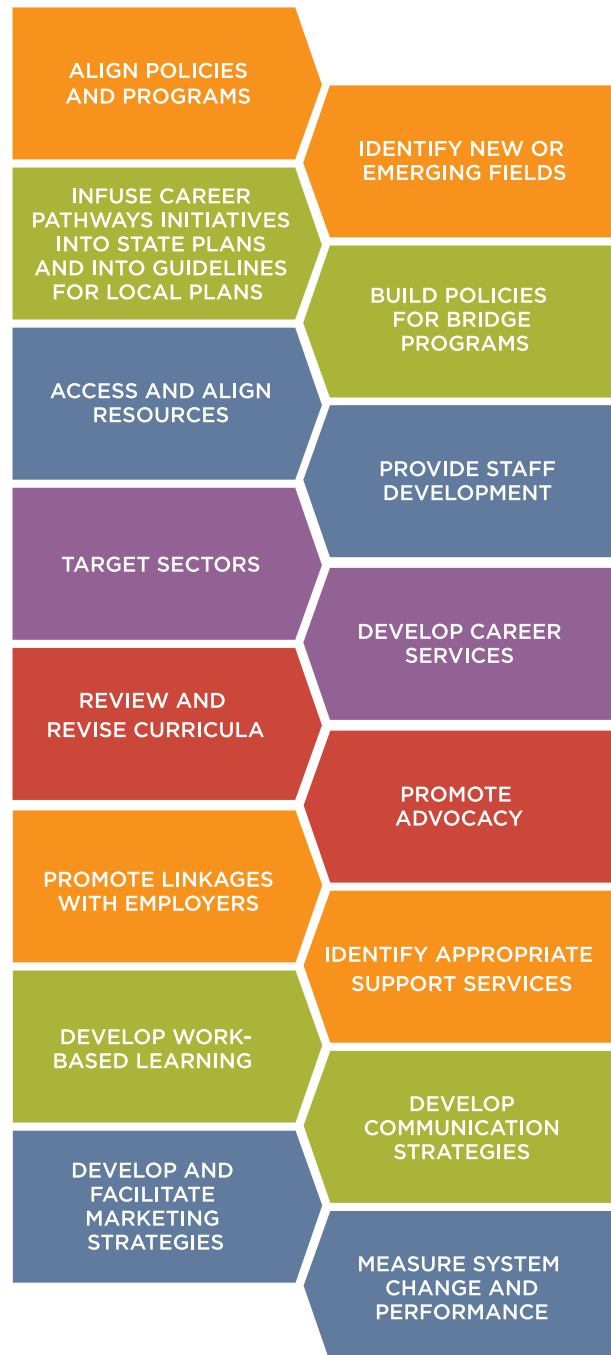 ALIGN POLICIES
AND PROGRAMS
IDENTIFY NEW OR
EMERGING FIELDS
INFUSE CAREER
PATHWAYS INITIATIVES
INTO STATE PLANS
AND INTO GUIDELINES
FOR LOCAL PLANS
BUILD POLICIES
FOR BRIDGE
PROGRAMS
ACCESS AND ALIGN
RESOURCES
PROVIDE STAFF
DEVELOPMENT
TARGET SECTORS
DEVELOP CAREER
SERVICES
REVIEW AND
REVISE CURRICULA
PROMOTE
ADVOCACY
PROMOTE LINKAGES
WITH EMPLOYERS
IDENTIFY APPROPRIATE
SUPPORT SERVICES
DEVELOP WORK-
BASED LEARNING
DEVELOP
COMMUNICATION
STRATEGIES
DEVELOP AND
FACILITATE
MARKETING
STRATEGIES
MEASURE SYSTEM
CHANGE AND
PERFORMANCE